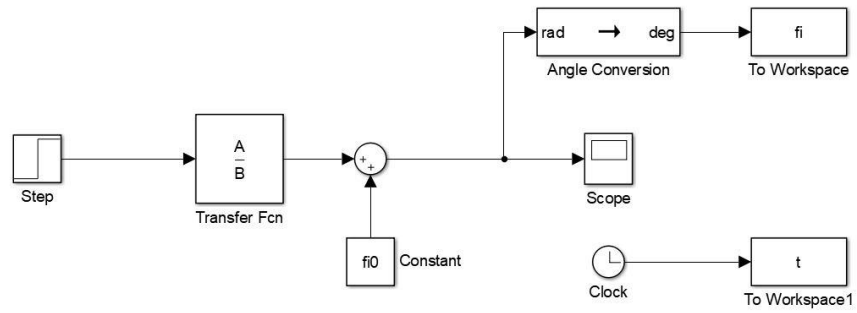 rad → deg
Angle Conversion
fi
To Workspace
Step
A
B
Transfer Fcn
+
+
Scope
fi0
Constant
Clock
t
To Workspace1